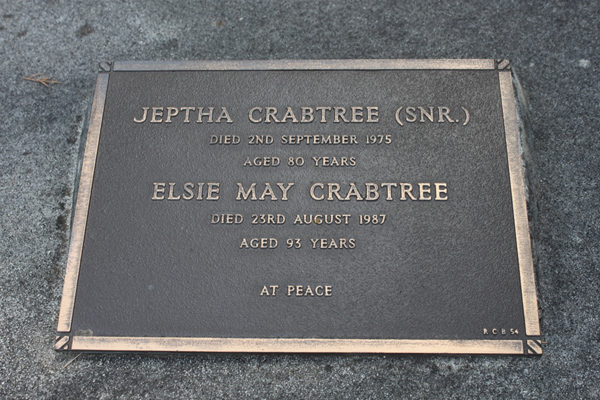 JEPTHA CRABTREE (SNR.)
DIED 2ND SEPTEMBER 1975
AGED 80 YEARS
ELSIE MAY CRABTREE
DIED 23RD AUGUST 1987
AGED 93 YEARS
AT PEACE
R C B 54